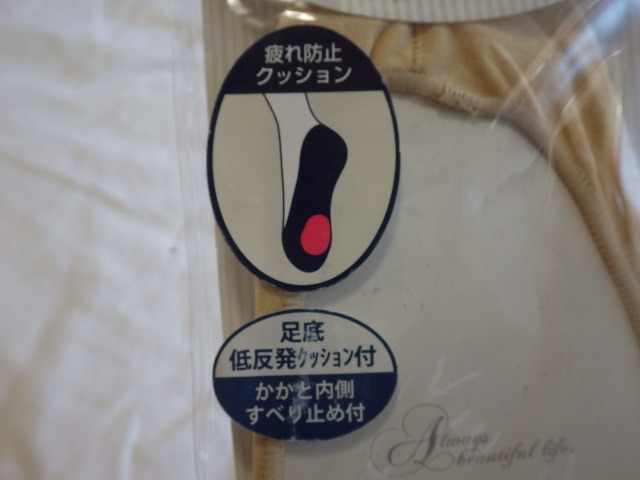 疲れ防止
クッション
足底
低反発クッション付
かかと内側
すべり止め付
Always
beautiful life.